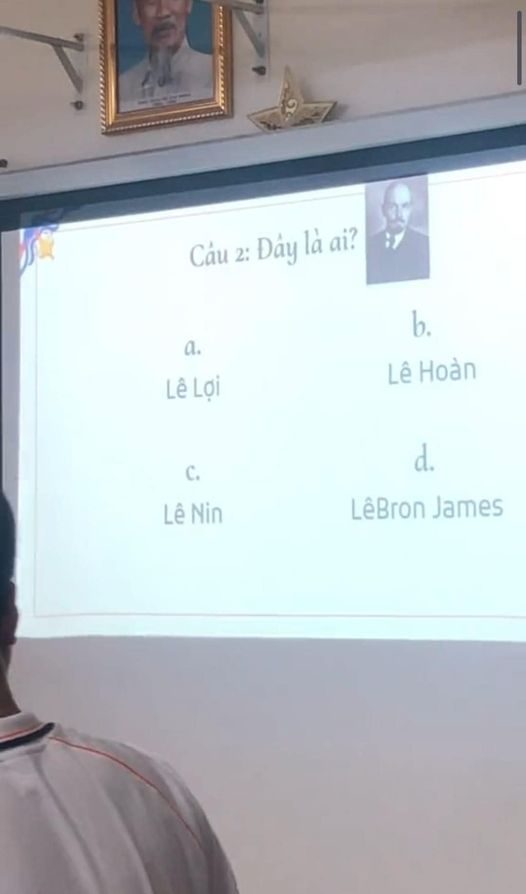 Câu 2: Đây là ai?
a.
Lê Lợi
b.
Lê Hoàn
c.
Lê Nin
d.
LêBron James